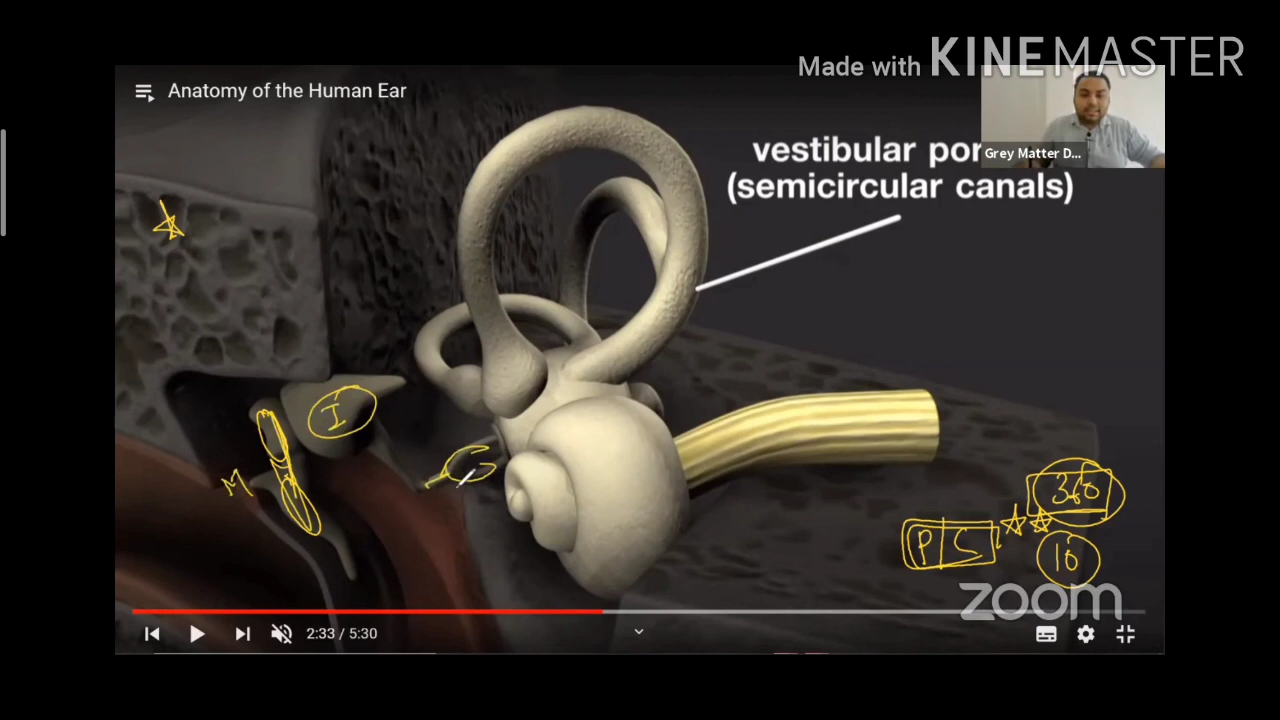 Made with KINEMASTER
Anatomy of the Human Ear
vestibular por
(semicircular canals)
Grey Matter D...
I
M
360
P
10
zoom
2:33 / 5:30